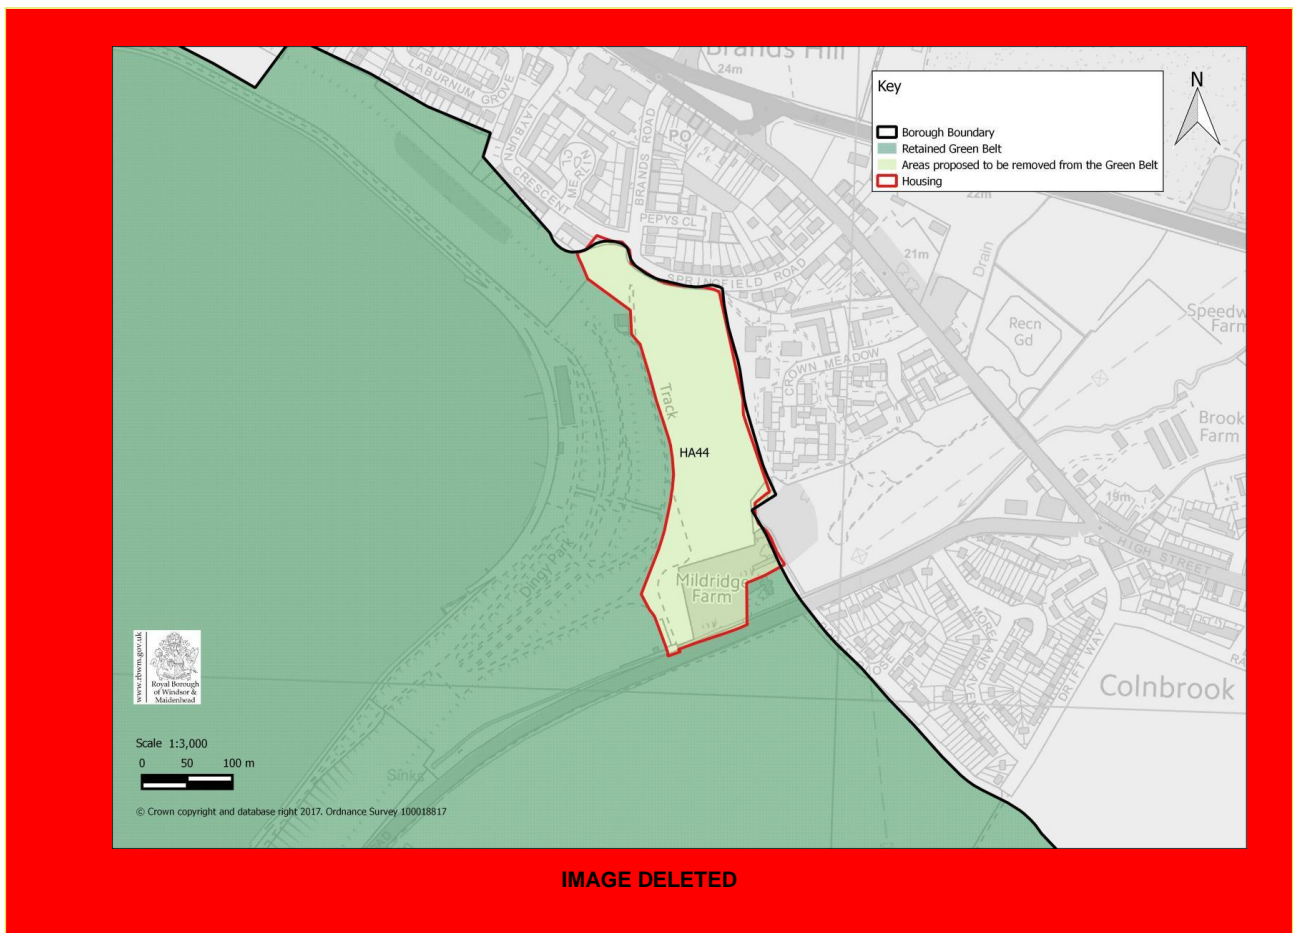 Brands Hill
24m
Key
N
Borough Boundary
Retained Green Belt
Areas proposed to be removed from the Green Belt
Housing
22m
LABURNUM GROVE
LAYBURN
CRESCENT
BRANDS ROAD
PO
PEPYS CL
SPRINGFIELD ROAD
21m
Drain
Recn
Gd
Speedw
Farm
CROWN MEADOW
Track
HA44
Brook
Farm
19m
HIGH STREET
Dingy Park
Mildridge
Farm
MORELAND AVENUE
DRIFT WAY
Colnbrook
www.rbwm.gov.uk
Royal Borough
of Windsor &
Maidenhead
Scale 1:3,000
0 50 100 m
Sinks
© Crown copyright and database right 2017. Ordnance Survey 100018817
IMAGE DELETED